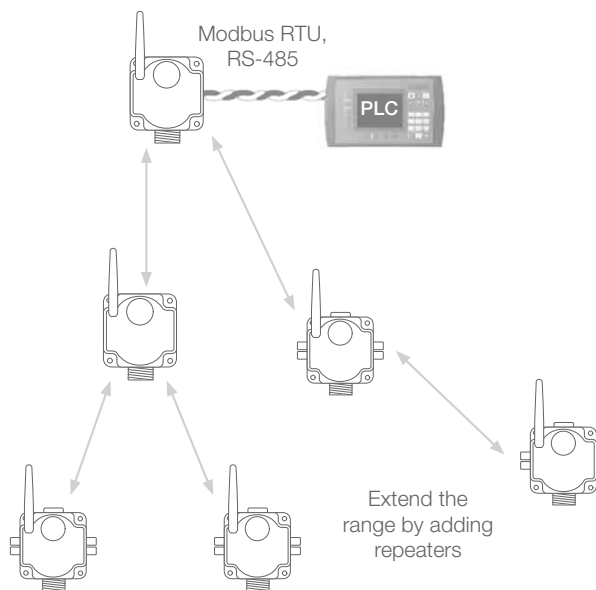 Modbus RTU,
RS-485
PLC
Extend the
range by adding
repeaters